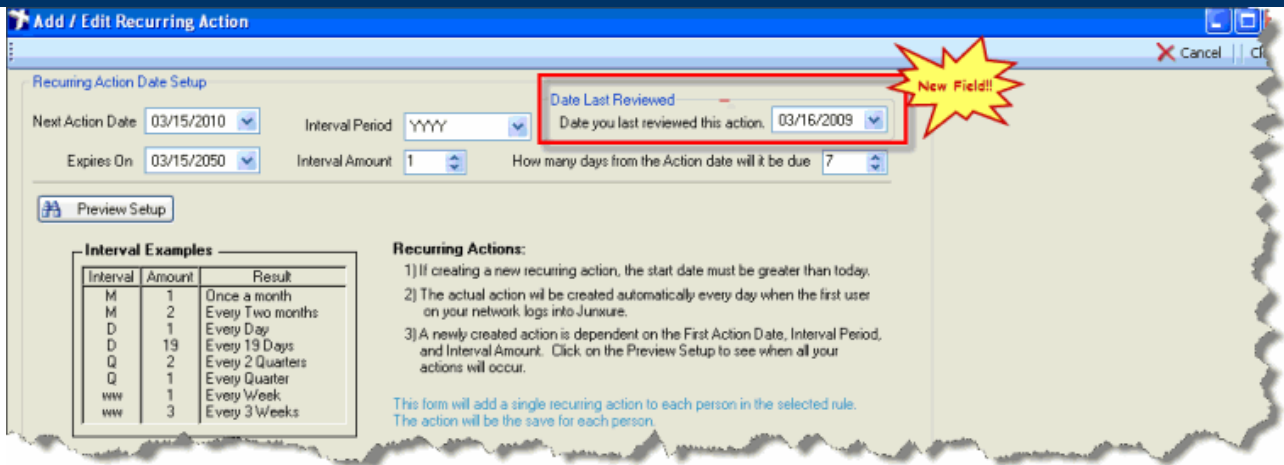 Add / Edit Recurring Action
Cancel
Recurring Action Date Setup
New Field!!
Date Last Reviewed
Next Action Date 03/15/2010 Interval Period YYYY Date you last reviewed this action. 03/16/2009
Expires On 03/15/2050 Interval Amount 1 How many days from the Action date will it be due 7
Preview Setup
Interval Examples
Interval Amount Result
M 1 Once a month
M 2 Every Two months
D 1 Every Day
D 19 Every 19 Days
Q 2 Every 2 Quarters
Q 1 Every Quarter
ww 1 Every Week
ww 3 Every 3 Weeks
Recurring Actions:
1) If creating a new recuring action, the start date must be greater than today.
2) The actual action wil be created automatically every day when the first user
on your network logs into Junxure.
3) A newly created action is dependent on the First Action Date, Interval Period,
and Interval Amount. Click on the Preview Setup to see when all your
actions will occur.
This form will add a single recurring action to each person in the selected rule.
The action will be the save for each person.